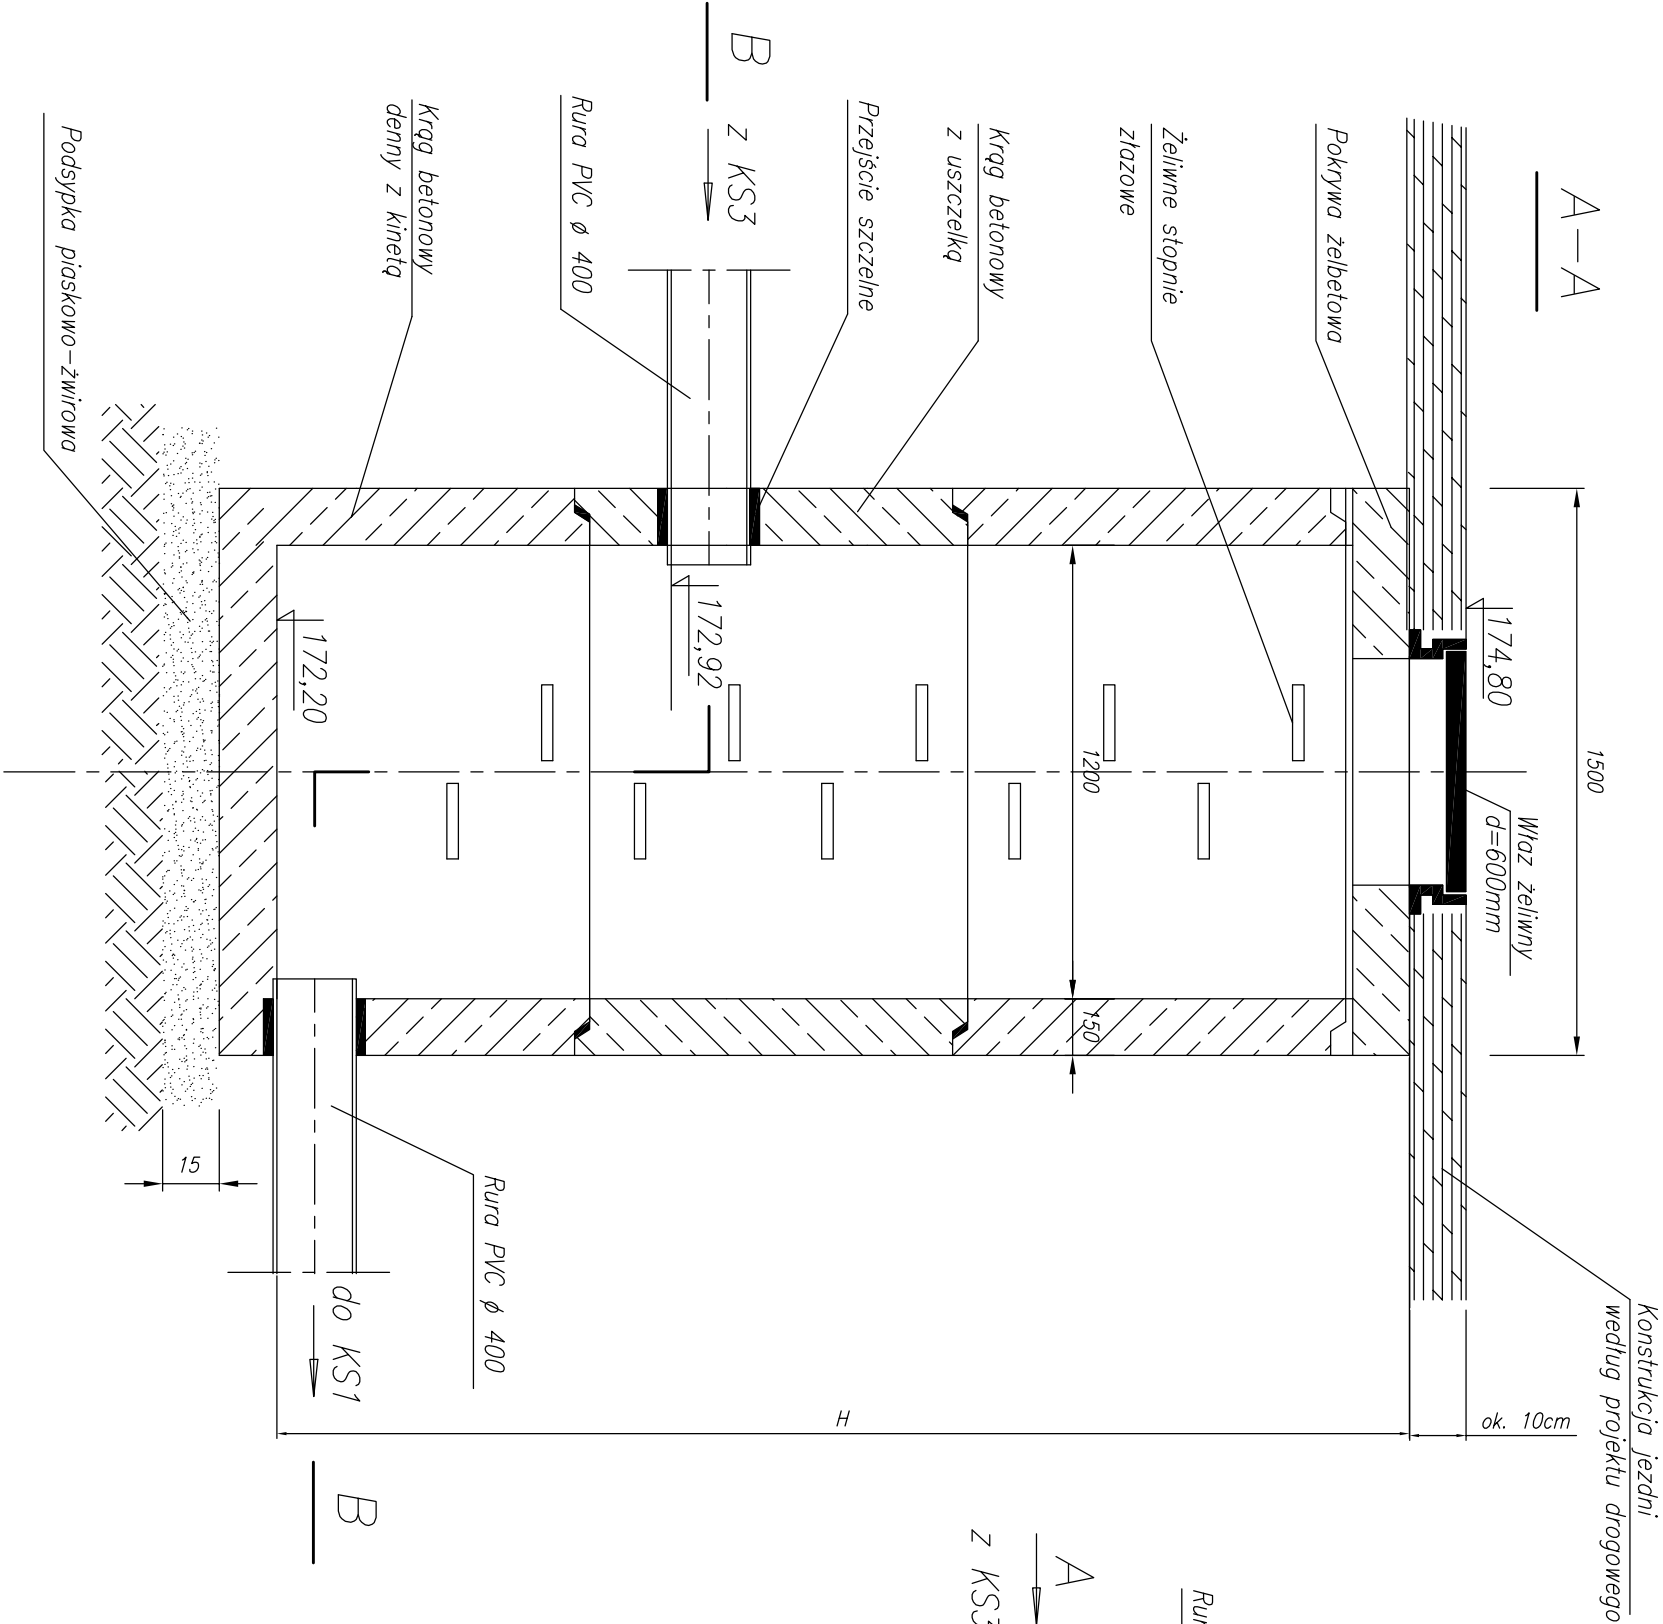 A-A
Konstrukcja jezdni
według projektu drogowego
1500
Właz żeliwny
d=600mm
174,80
ok. 10cm
Pokrywa żelbetowa
Żeliwne stopnie
złazowe
1200
150
Krąg betonowy
z uszczelką
Przejście szczelne
H
B
z KS3
172,92
Rura PVC ø 400
Rura PVC ø 400
Krąg betonowy
denny z kinetą
172,20
do KS1
B
15
Podsypka piaskowo-żwirowa
A
z KS3
Rur